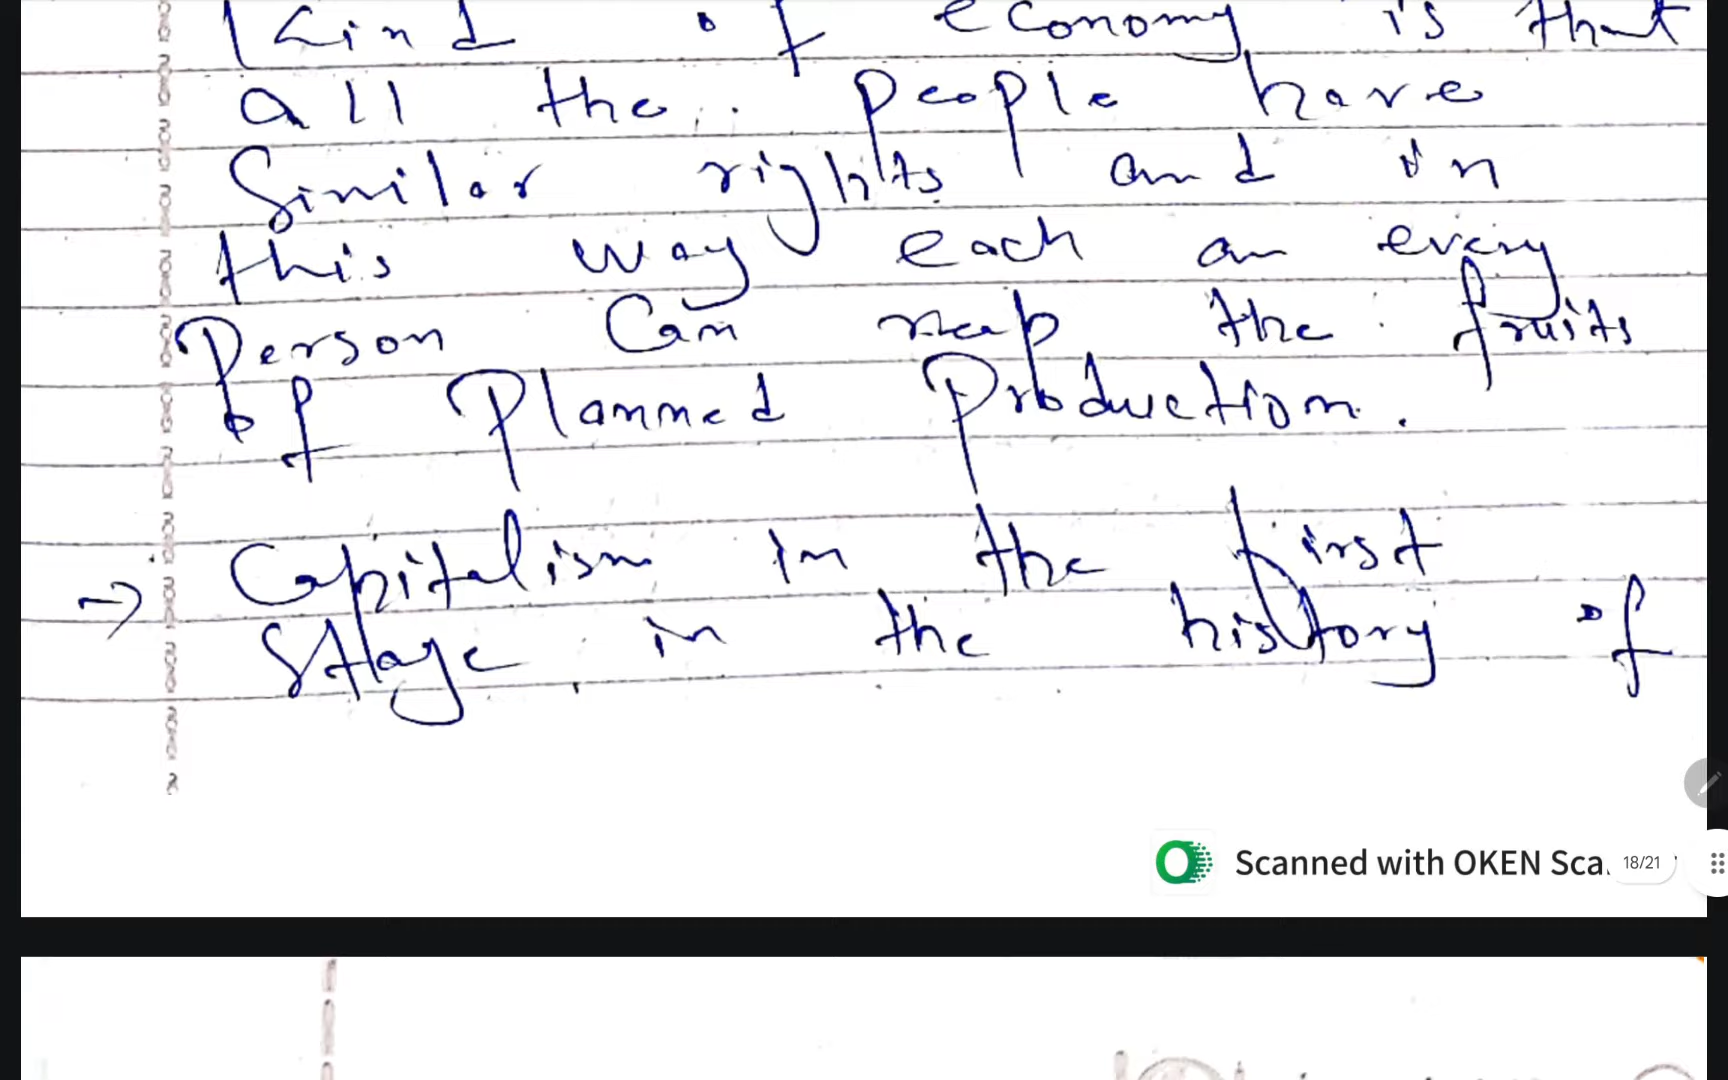 kind of economy is that
all the people have
Similar rights and in
this way each an every
Person Can reap the fruits
of Planned Production.
→ Capitalism in the first
Stage in the history of
Scanned with OKEN Sca
18/21